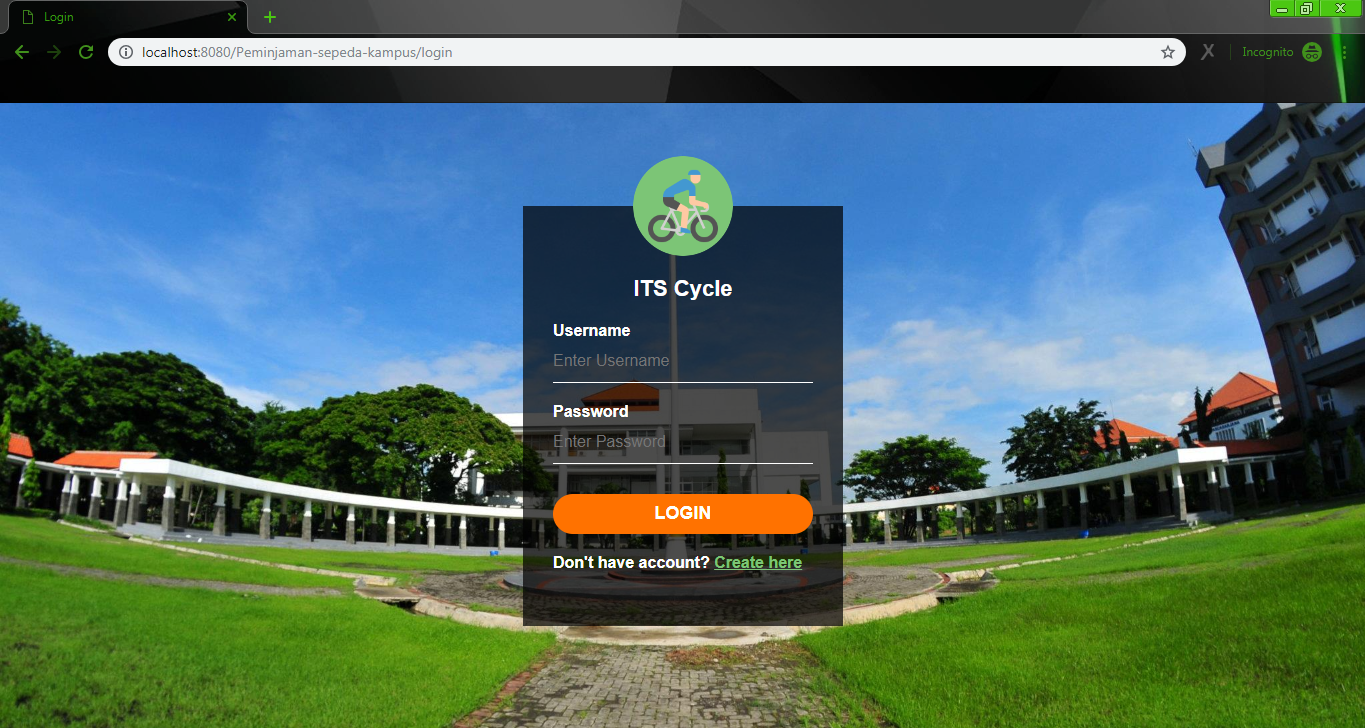 Login
localhost:8080/Peminjaman-sepeda-kampus/login
Incognito
ITS Cycle
Username
Enter Username
Password
Enter Password
LOGIN
Don't have account? Create here